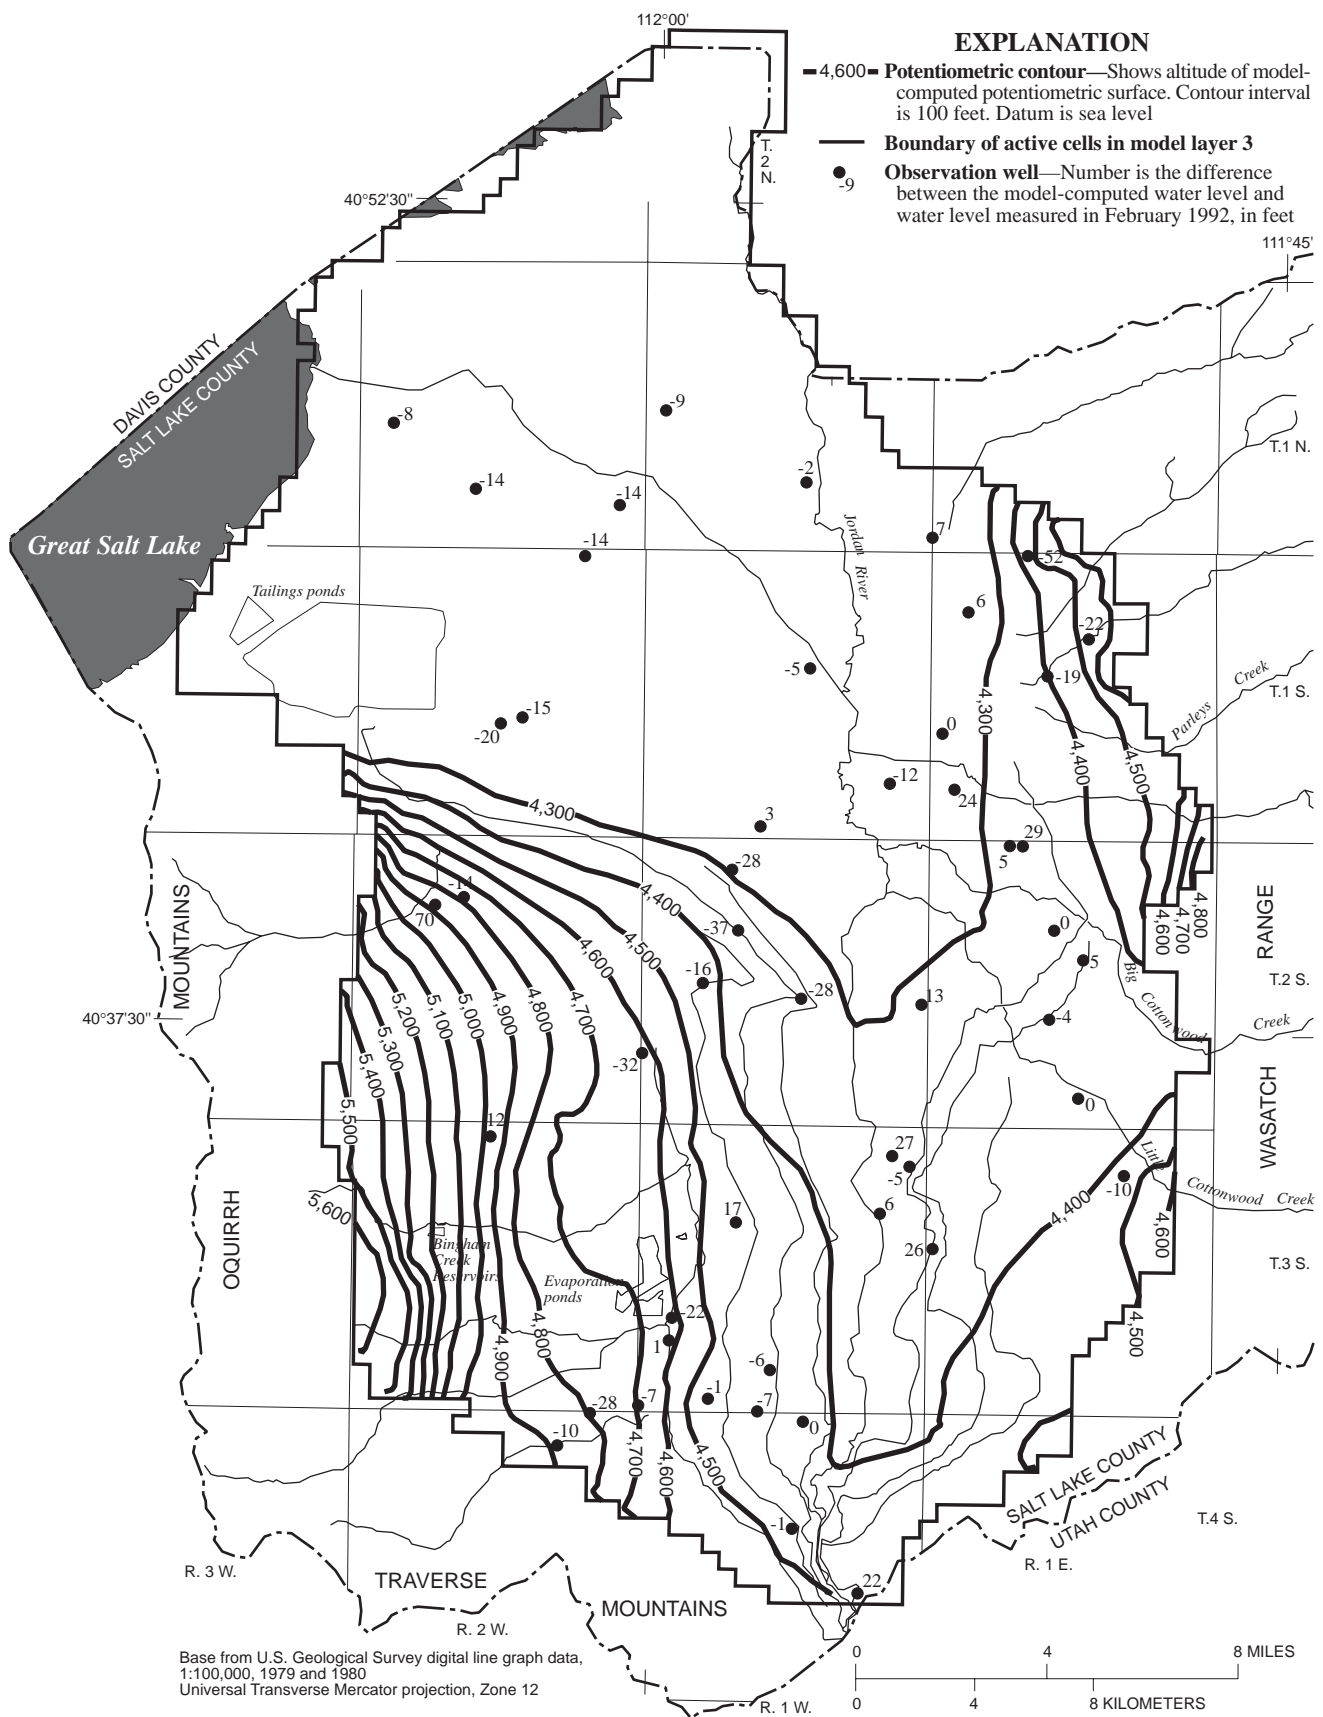 112°00'
EXPLANATION
4,600 Potentiometric contour—Shows altitude of model-
computed potentiometric surface. Contour interval
is 100 feet. Datum is sea level
Boundary of active cells in model layer 3
-9 Observation well—Number is the difference
between the model-computed water level and
water level measured in February 1992, in feet
T.
2
N.
40°52'30"
111°45'
DAVIS COUNTY
SALT LAKE COUNTY
-8
-9
T.1 N.
-14
-14
-2
Jordan River
7
Great Salt Lake
-14
-52
Tailings ponds
6
-22
-5
-19
Parleys Creek
T.1 S.
4,300
-15
-20
0
4,400
4,500
-12
24
4,300
3
29
5
-28
-14
70
4,400
MOUNTAINS
RANGE
4,800
4,700
4,600
-37
0
4,500
4,600
-16
5
Big Cottonwood Creek
T.2 S.
-28
13
4,700
4,800
4,900
5,000
5,100
5,200
5,300
5,400
5,500
40°37'30"
-4
-32
0
WASATCH
12
27
-5
Little Cottonwood Creek
-10
5,600
OQUIRRH
17
6
4,400
4,600
26
Bingham
Creek
Reservoirs
T.3 S.
Evaporation
ponds
-22
1
4,800
4,900
4,500
-6
-1
-7
-28
-7
0
-10
4,700
4,600
4,500
SALT LAKE COUNTY
UTAH COUNTY
T.4 S.
-1
R. 3 W.
R. 1 E.
TRAVERSE
22
MOUNTAINS
R. 2 W.
Base from U.S. Geological Survey digital line graph data,
1:100,000, 1979 and 1980
Universal Transverse Mercator projection, Zone 12
R. 1 W.
0 4 8 MILES
0 4 8 KILOMETERS